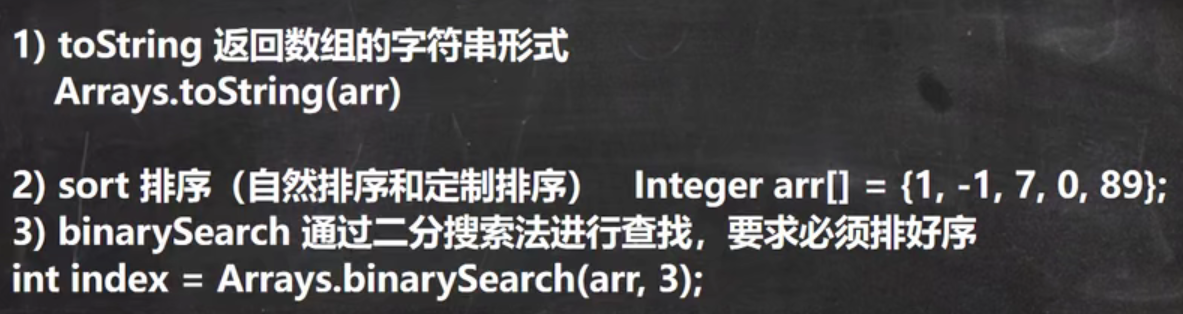 1) toString 返回数组的字符串形式
Arrays.toString(arr)
2) sort 排序（自然排序和定制排序） Integer arr[] = {1, -1, 7, 0, 89};
3) binarySearch 通过二分搜索法进行查找，要求必须排好序
int index = Arrays.binarySearch(arr, 3);